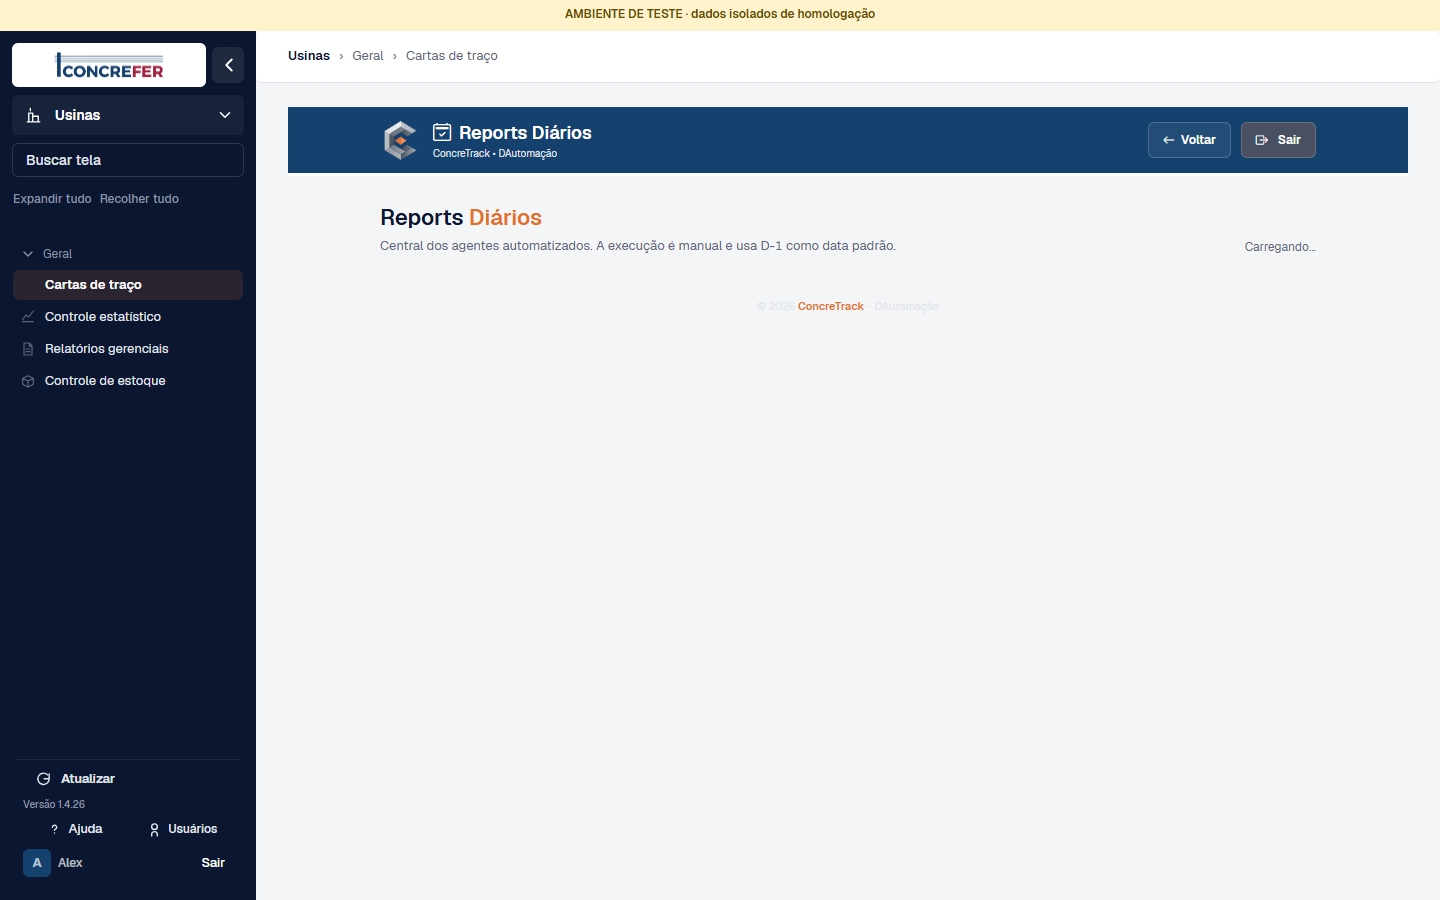 AMBIENTE DE TESTE · dados isolados de homologação
CONCREFER
Usinas
Buscar tela
Expandir tudo Recolher tudo
Geral
Cartas de traço
Controle estatístico
Relatórios gerenciais
Controle de estoque
Atualizar
Versão 1.4.26
? Ajuda Usuários
A Alex Sair
Usinas › Geral › Cartas de traço
Reports Diários
ConcreTrack • DAutomação
← Voltar Sair
Reports Diários
Central dos agentes automatizados. A execução é manual e usa D-1 como data padrão.
Carregando...
© 2026 ConcreTrack - DAutomação